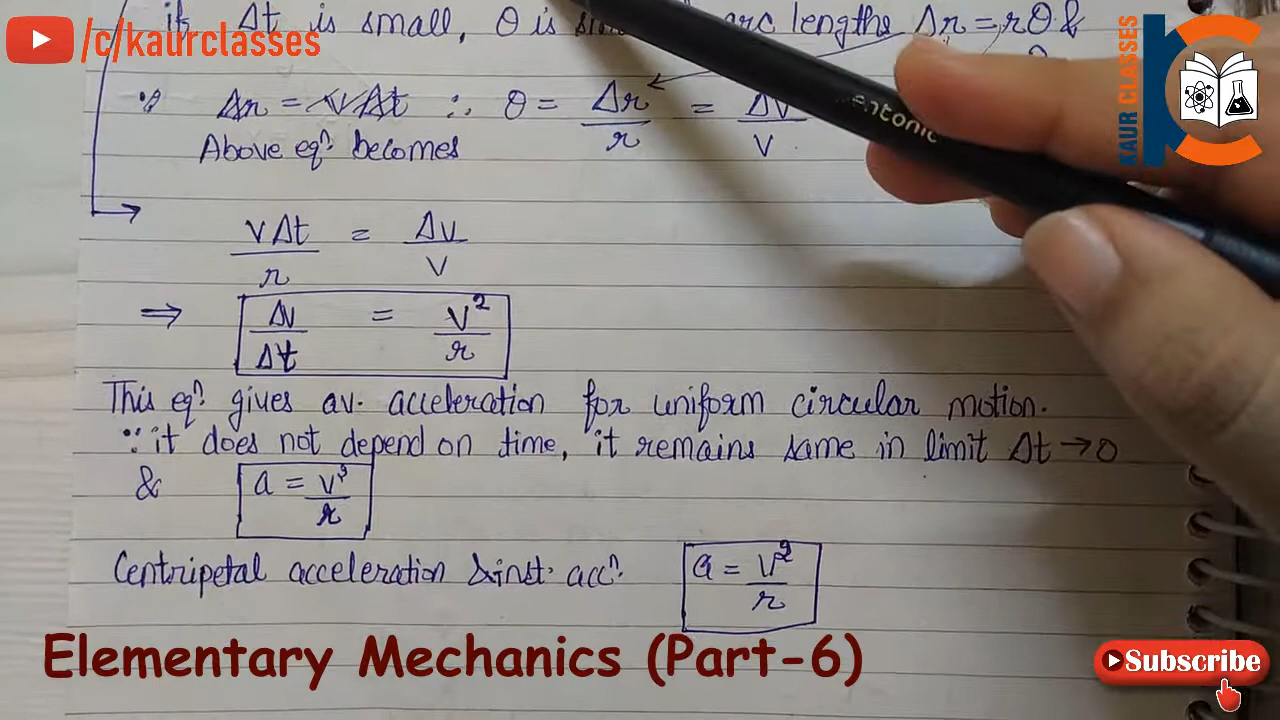 if Δt is small, θ is arc lengths Δr = rθ &
/c/kaurclasses
KAUR CLASSES
∵ Δr = vΔt ∴ θ = Δr/r = Δv/v
entonic
Above eqⁿ. becomes
vΔt/r = Δv/v
⇒ Δv/Δt = v²/r
This eqⁿ. gives av. acceleration for uniform circular motion.
∵ it does not depend on time, it remains same in limit Δt → 0
& a = v²/r
Centripetal acceleration & inst. accⁿ. a = v²/r
Elementary Mechanics (Part-6)
Subscribe